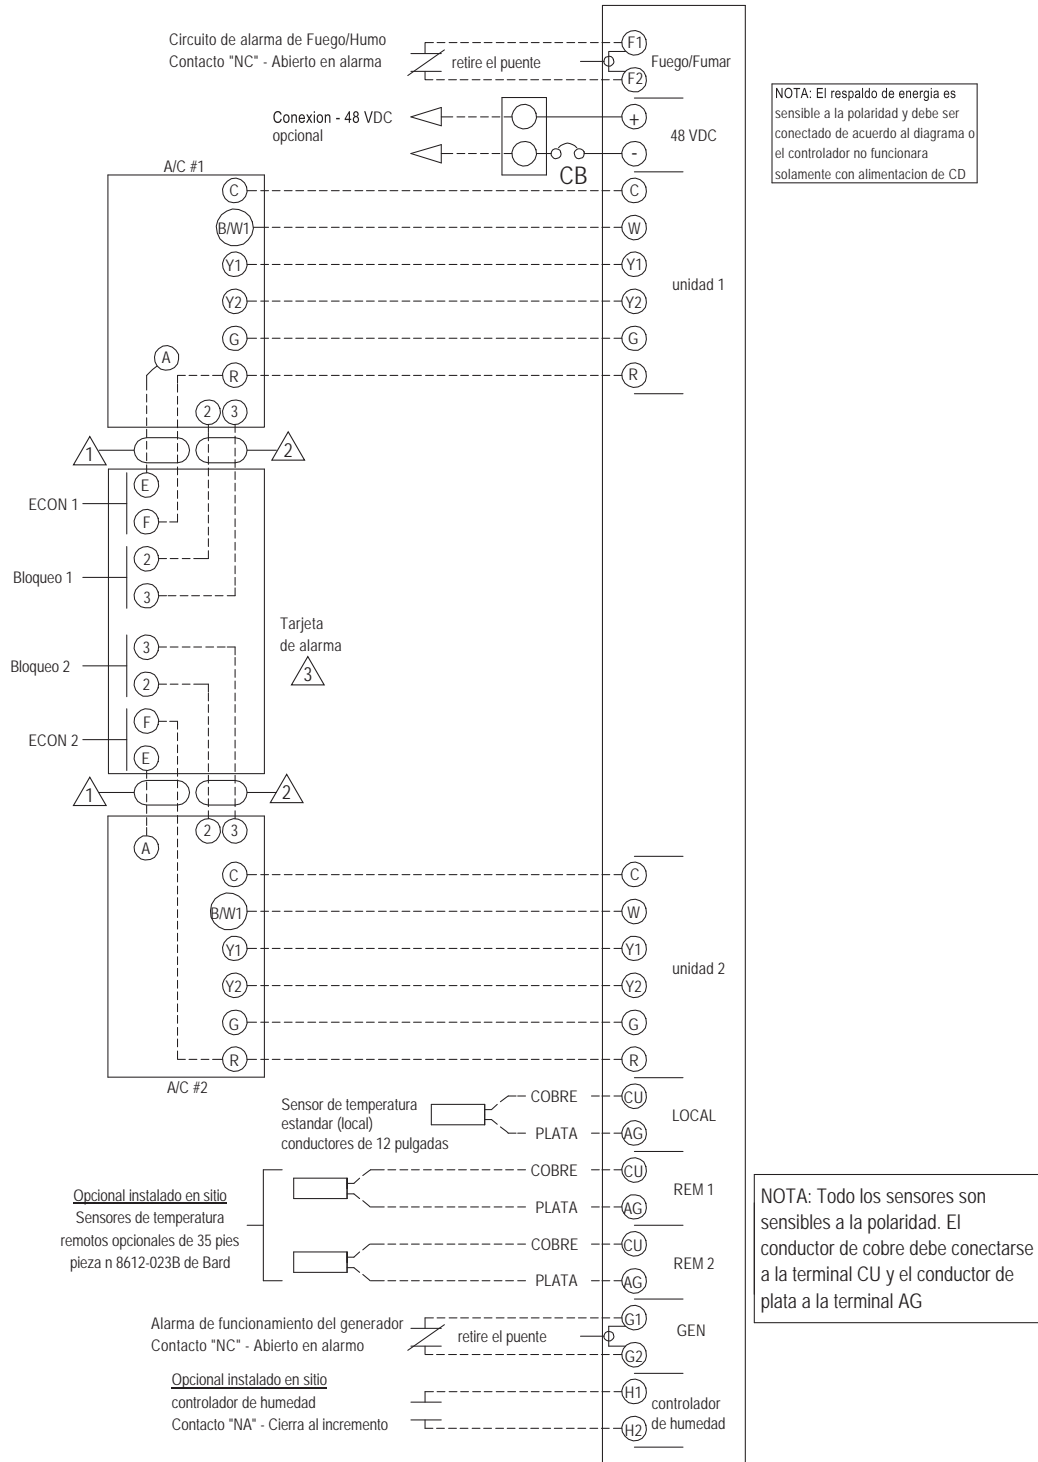 Circuito de alarma de Fuego/Humo
Contacto "NC" - Abierto en alarma
retire el puente
F1
F2
Fuego/Fumar
Conexion - 48 VDC
opcional
CB
+
-
48 VDC
NOTA: El respaldo de energia es
sensible a la polaridad y debe ser
conectado de acuerdo al diagrama o
el controlador no funcionara
solamente con alimentacion de CD
A/C #1
C
B/W1
Y1
Y2
G
R
A
2
3
C
W
Y1
Y2
G
R
unidad 1
1
2
ECON 1
E
F
Bloqueo 1
2
3
Tarjeta
de alarma
3
Bloqueo 2
3
2
ECON 2
F
E
1
2
A
2
3
C
B/W1
Y1
Y2
G
R
A/C #2
C
W
Y1
Y2
G
R
unidad 2
Sensor de temperatura
estandar (local)
conductores de 12 pulgadas
COBRE
PLATA
CU
AG
LOCAL
Opcional instalado en sitio
Sensores de temperatura
remotos opcionales de 35 pies
pieza n 8612-023B de Bard
COBRE
PLATA
CU
AG
REM 1
COBRE
PLATA
CU
AG
REM 2
NOTA: Todo los sensores son
sensibles a la polaridad. El
conductor de cobre debe conectarse
a la terminal CU y el conductor de
plata a la terminal AG
Alarma de funcionamiento del generador
Contacto "NC" - Abierto en alarmo
retire el puente
G1
G2
GEN
Opcional instalado en sitio
controlador de humedad
Contacto "NA" - Cierra al incremento
H1
H2
controlador
de humedad